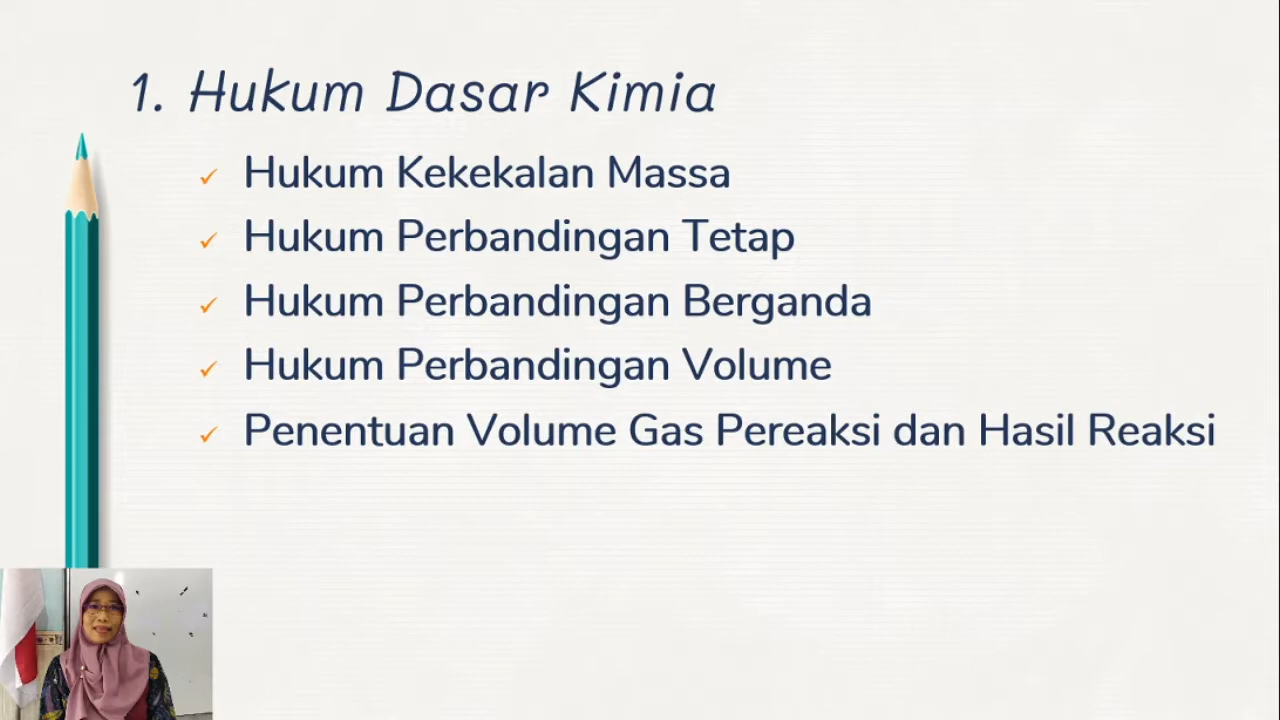 1. Hukum Dasar Kimia
✓ Hukum Kekekalan Massa
✓ Hukum Perbandingan Tetap
✓ Hukum Perbandingan Berganda
✓ Hukum Perbandingan Volume
✓ Penentuan Volume Gas Pereaksi dan Hasil Reaksi